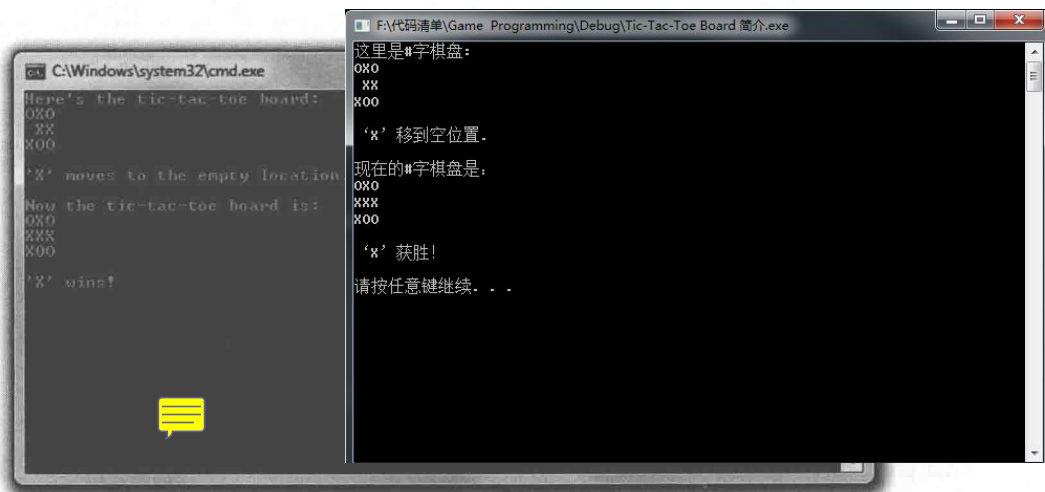 C:\Windows\system32\cmd.exe
Here's the tic-tac-toe board:
OXO
 XX
XOO
'X' moves to the empty location
Now the tic-tac-toe board is:
OXO
XXX
XOO
'X' wins!
F:\代码清单\Game Programming\Debug\Tic-Tac-Toe Board 简介.exe
这里是#字棋盘:
OXO
 XX
XOO
‘x’移到空位置.
现在的#字棋盘是:
OXO
XXX
XOO
‘x’获胜!
请按任意键继续. . .